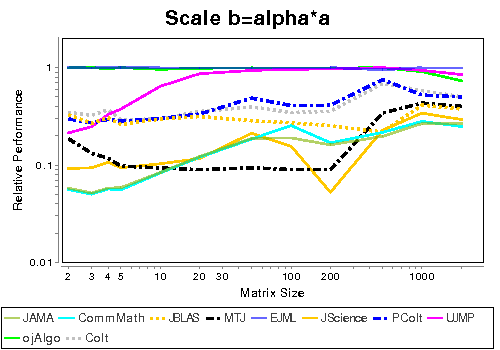 Scale b=alpha*a
1
0.1
0.01
Relative Performance
2 3 4 5 10 20 30 100 200 1000
Matrix Size
JAMA CommMath JBLAS MTJ EJML JScience PColt UJMP
ojAlgo Colt